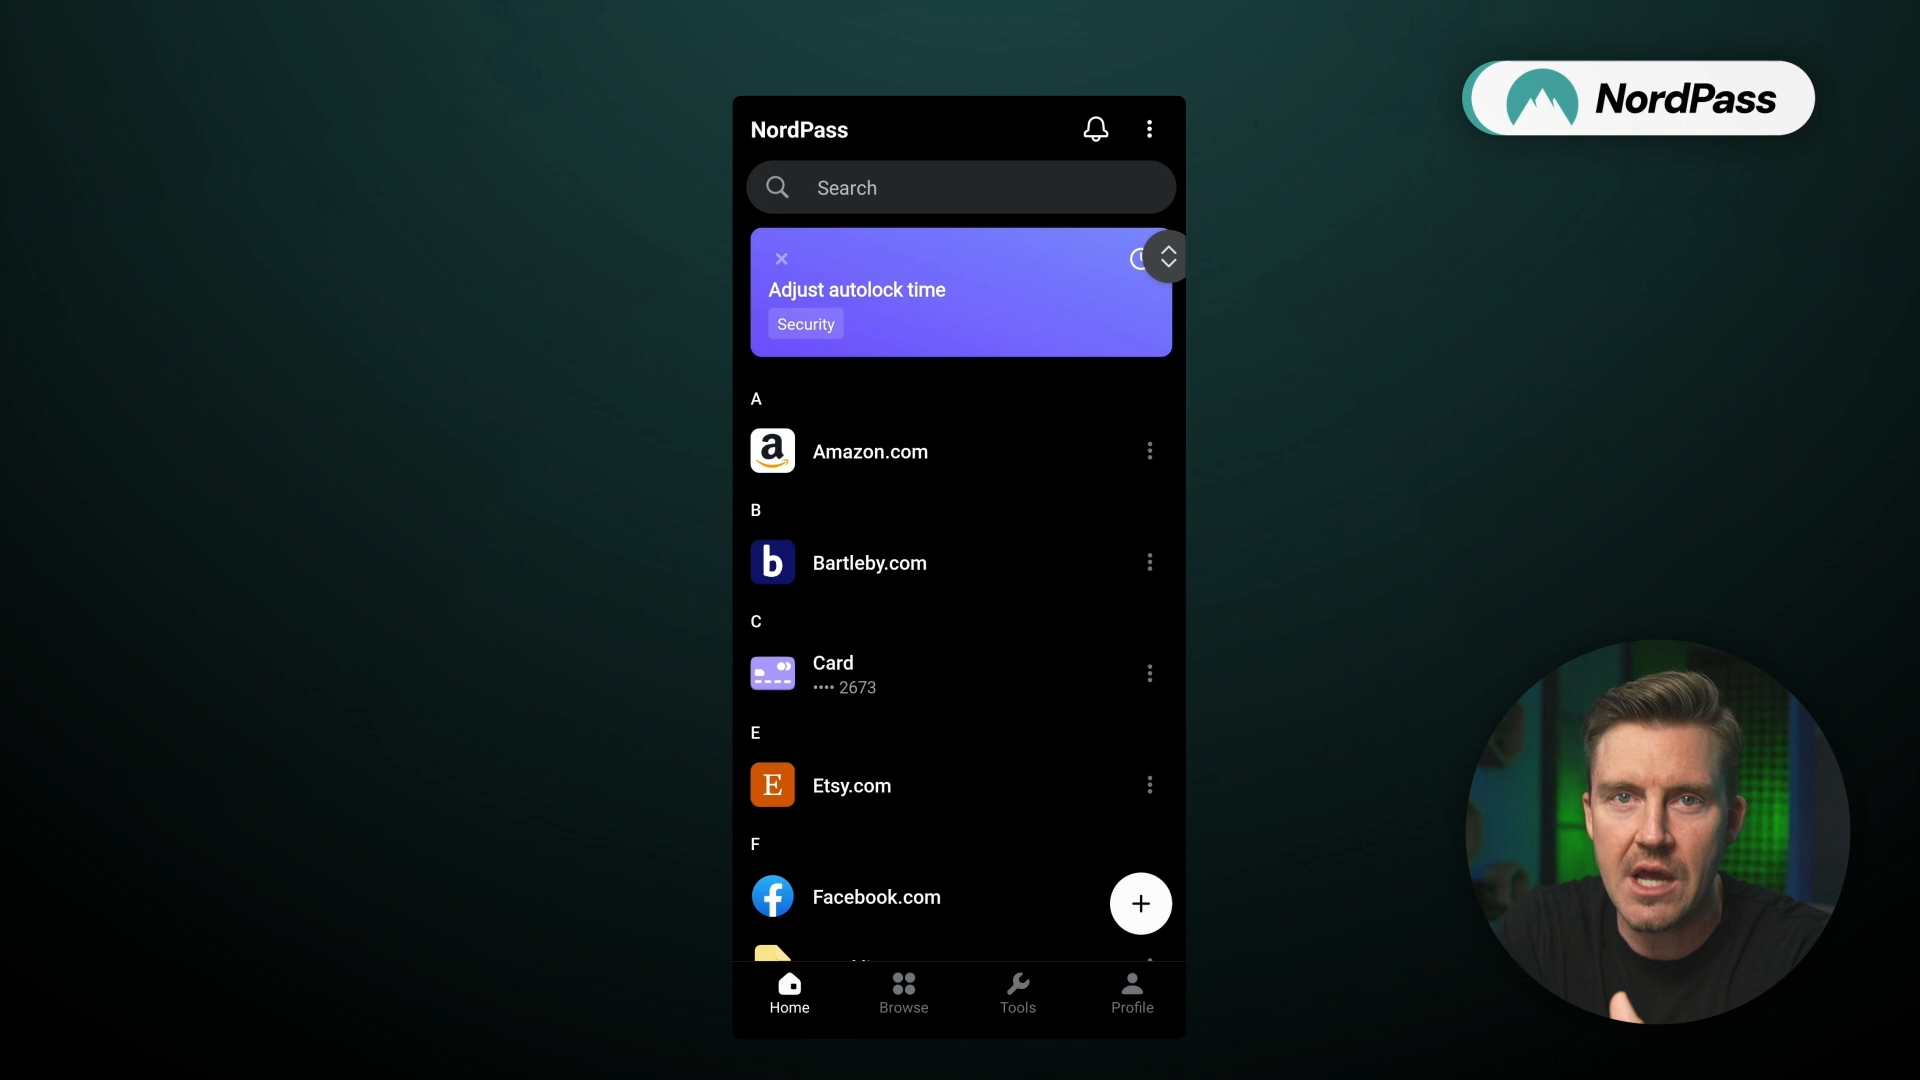 NordPass
NordPass
Search
Adjust autolock time
Security
A
a
Amazon.com
B
b
Bartleby.com
C
Card
•••• 2673
E
E
Etsy.com
F
f
Facebook.com
Home
Browse
Tools
Profile